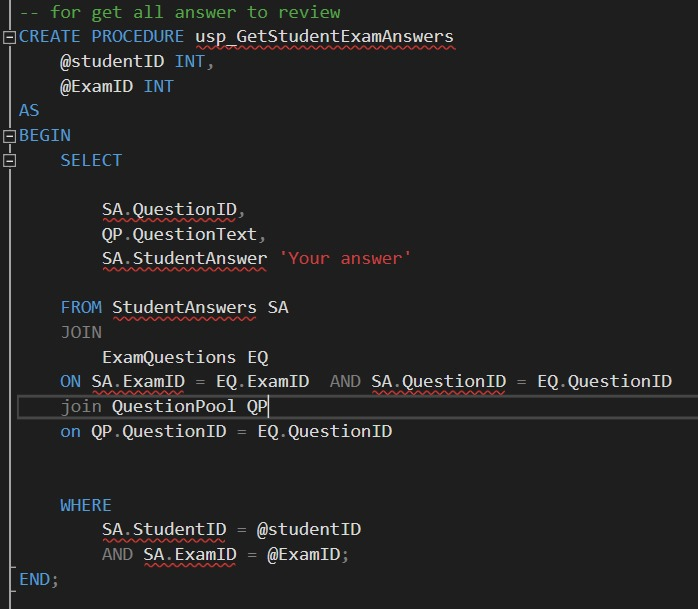 -- for get all answer to review
CREATE PROCEDURE usp_GetStudentExamAnswers
@studentID INT,
@ExamID INT
AS
BEGIN
SELECT
SA.QuestionID,
QP.QuestionText,
SA.StudentAnswer 'Your answer'
FROM StudentAnswers SA
JOIN
ExamQuestions EQ
ON SA.ExamID = EQ.ExamID  AND SA.QuestionID = EQ.QuestionID
join QuestionPool QP
on QP.QuestionID = EQ.QuestionID
WHERE
SA.StudentID = @studentID
AND SA.ExamID = @ExamID;
END;